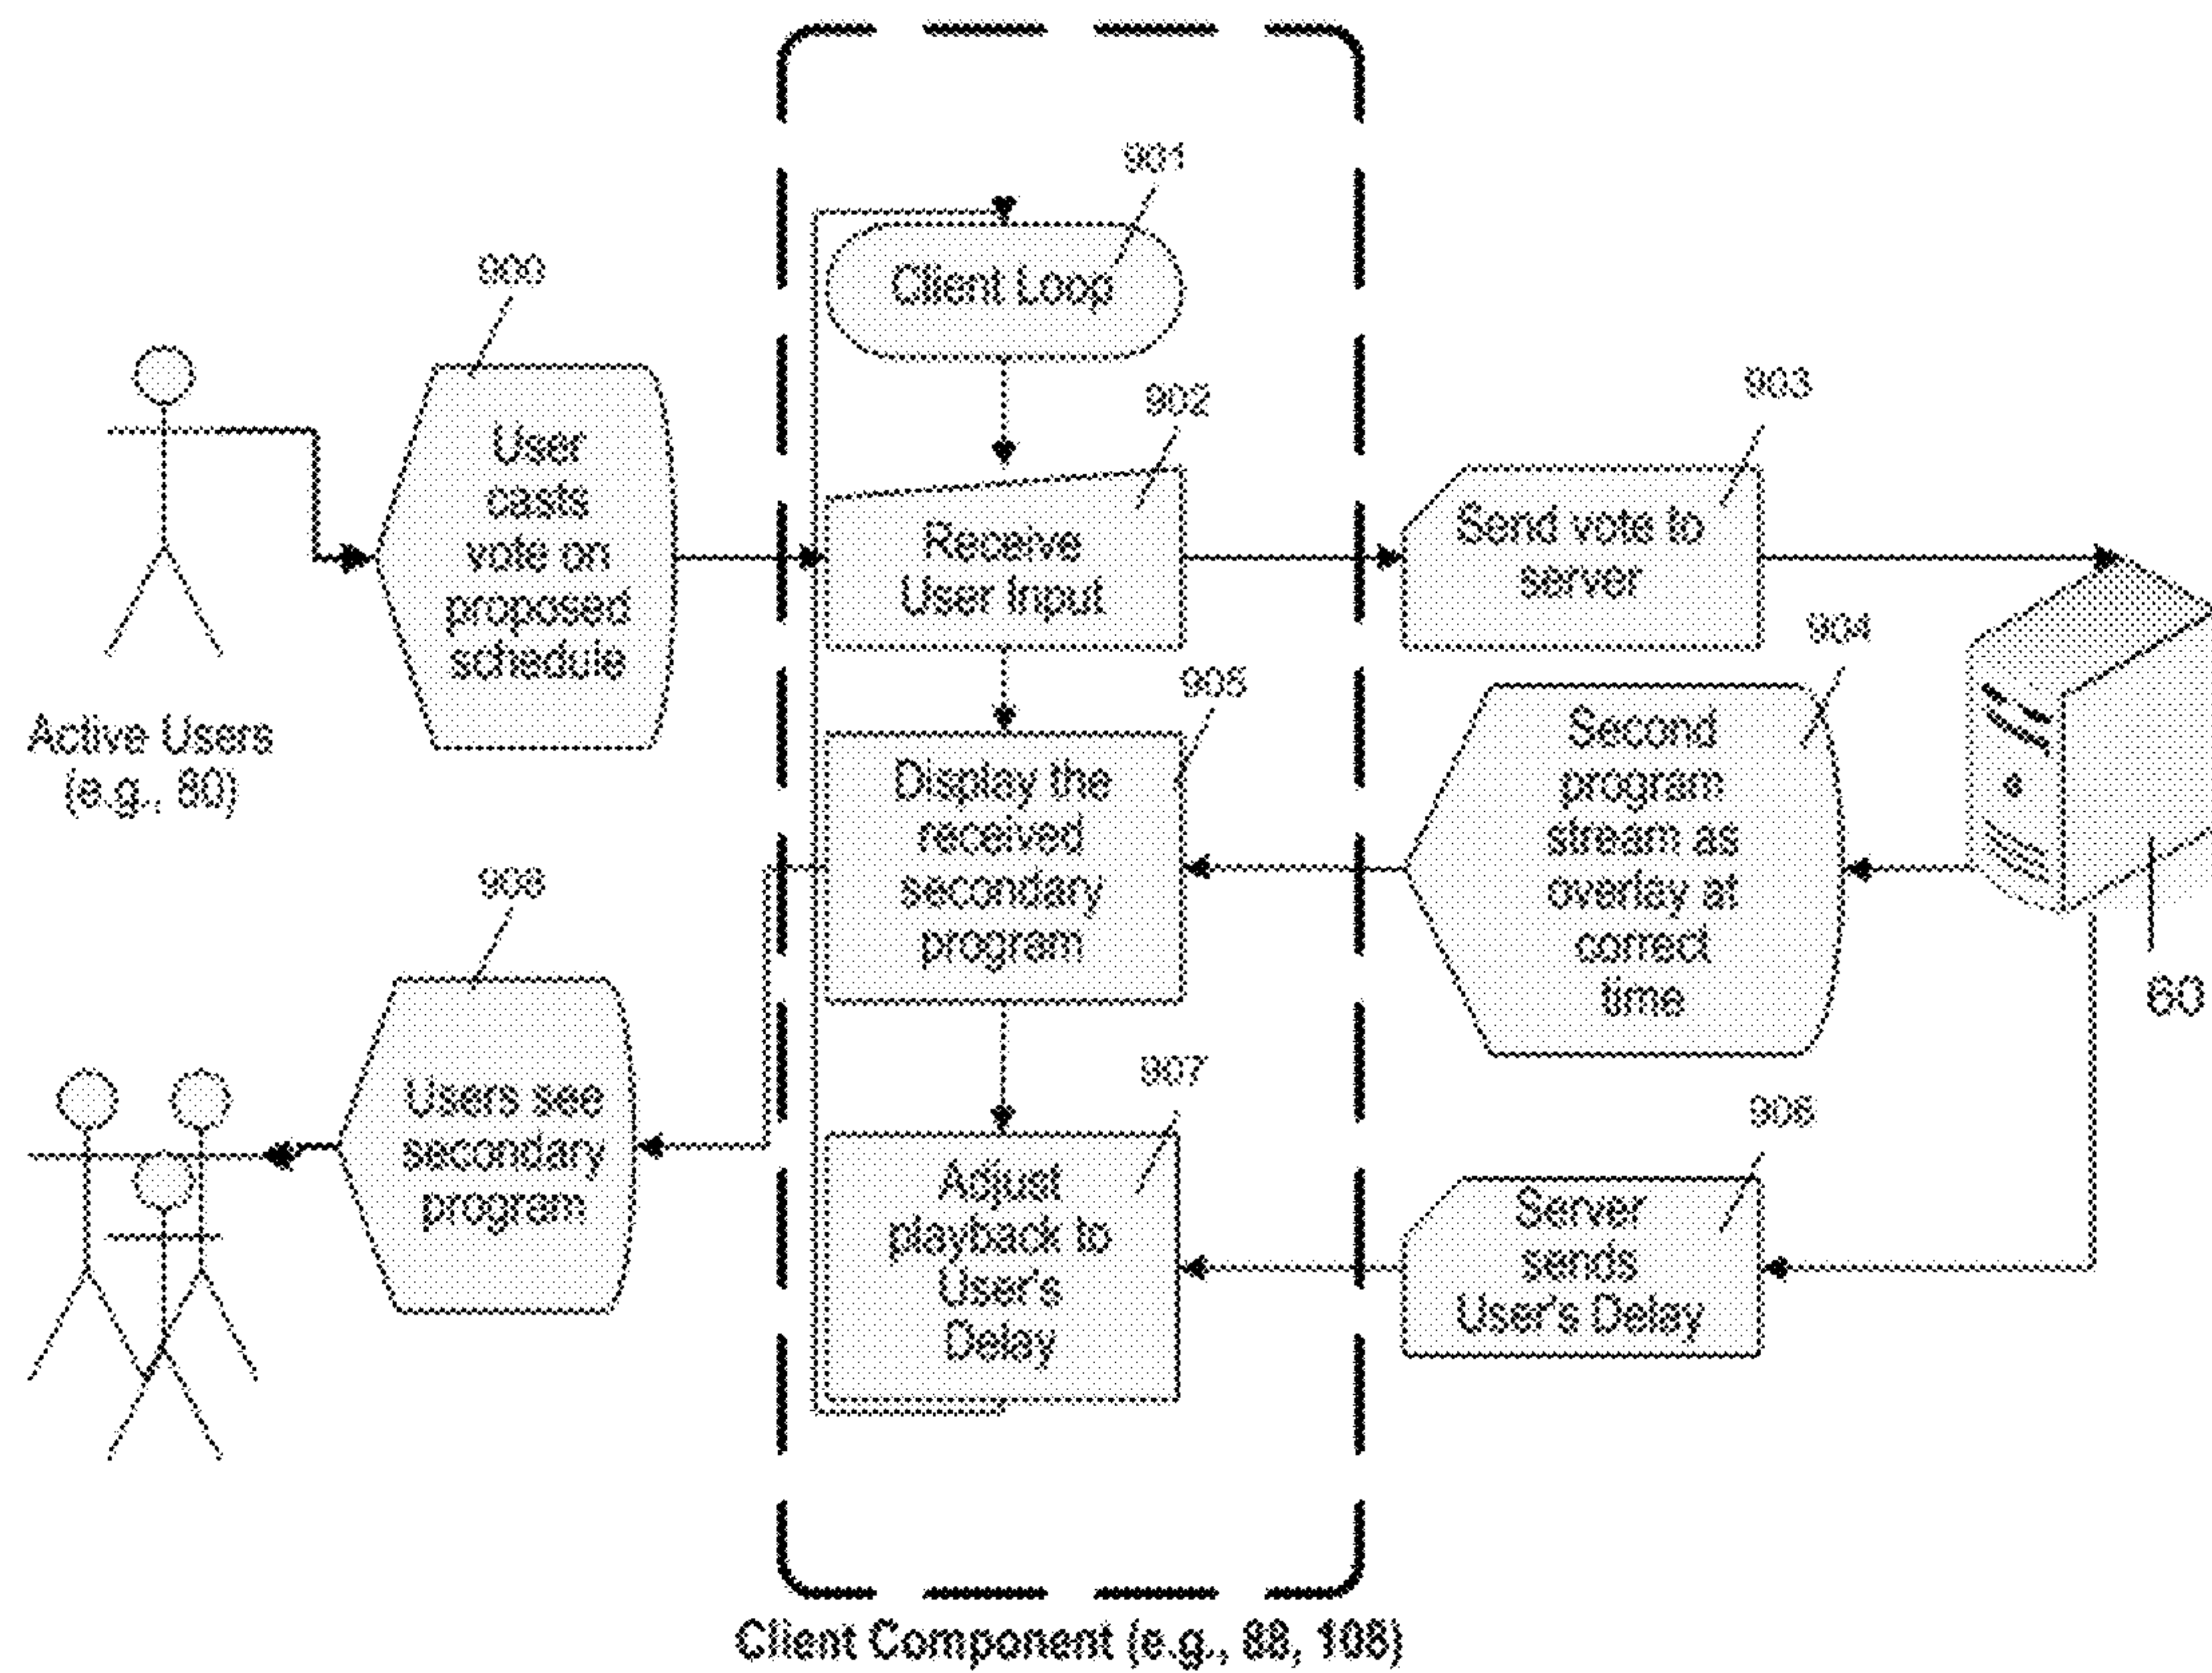 901
Client Loop
900
User
casts
vote on
proposed
schedule
902
Receive
User Input
903
Send vote to
server
Active Users
(e.g., 80)
905
Display the
received
secondary
program
904
Second
program
stream as
overlay at
correct
time
60
908
Users see
secondary
program
907
Adjust
playback to
User's
Delay
906
Server
sends
User's Delay
Client Component (e.g., 88, 108)